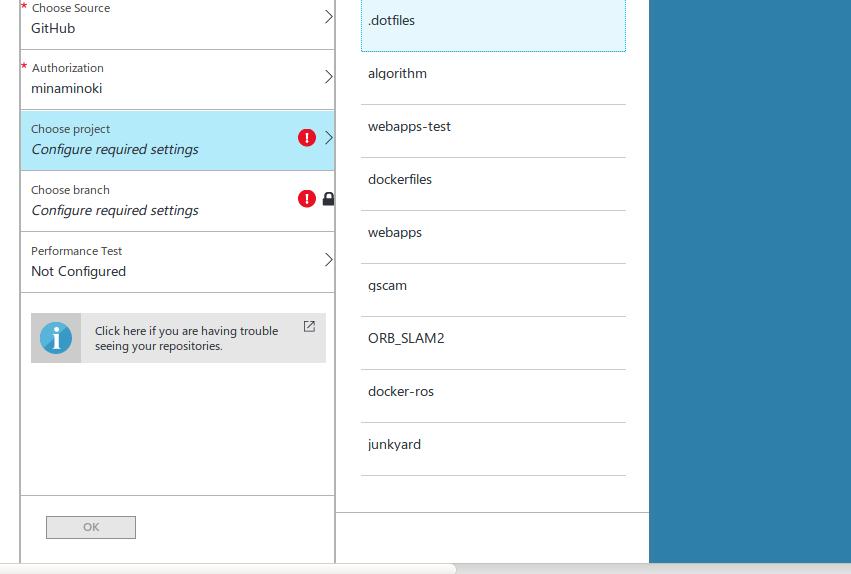 * Choose Source
GitHub
* Authorization
minaminoki
Choose project
Configure required settings
Choose branch
Configure required settings
Performance Test
Not Configured
Click here if you are having trouble
seeing your repositories.
OK
.dotfiles
algorithm
webapps-test
dockerfiles
webapps
gscam
ORB_SLAM2
docker-ros
junkyard